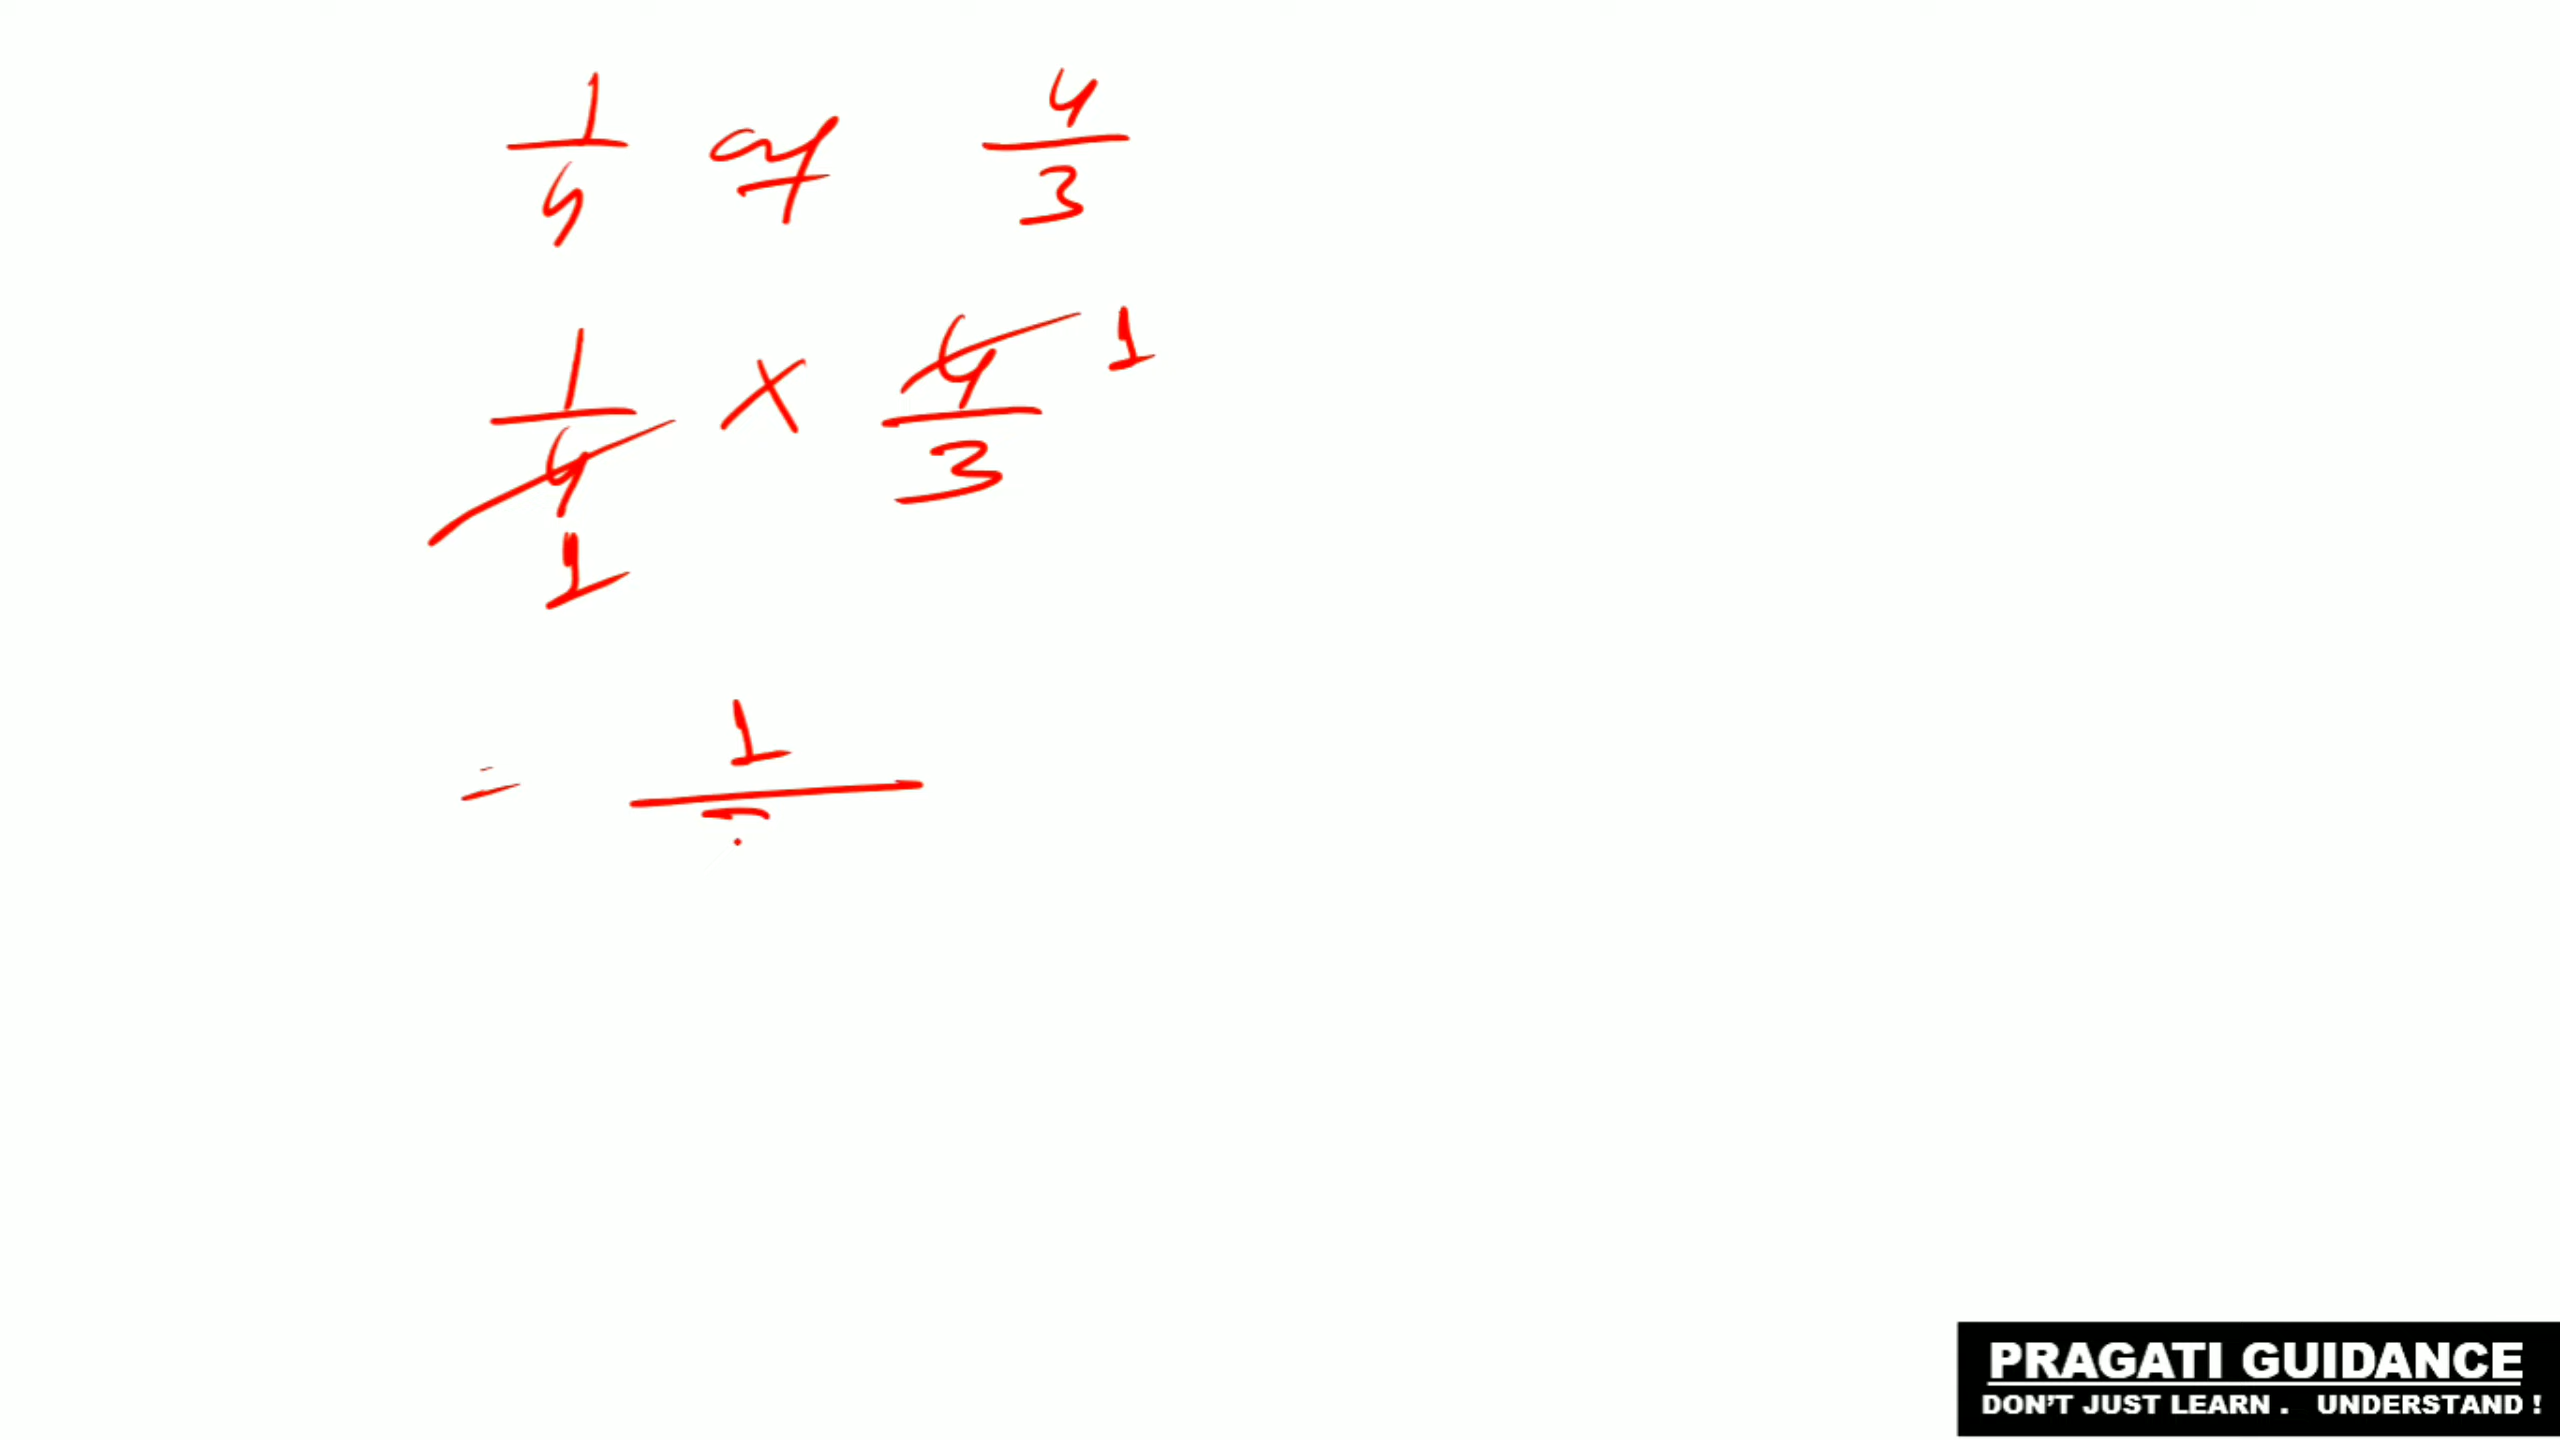 1/4 of 4/3
1/4 × 4/3 1
1
= 1/
PRAGATI GUIDANCE
DON'T JUST LEARN . UNDERSTAND !